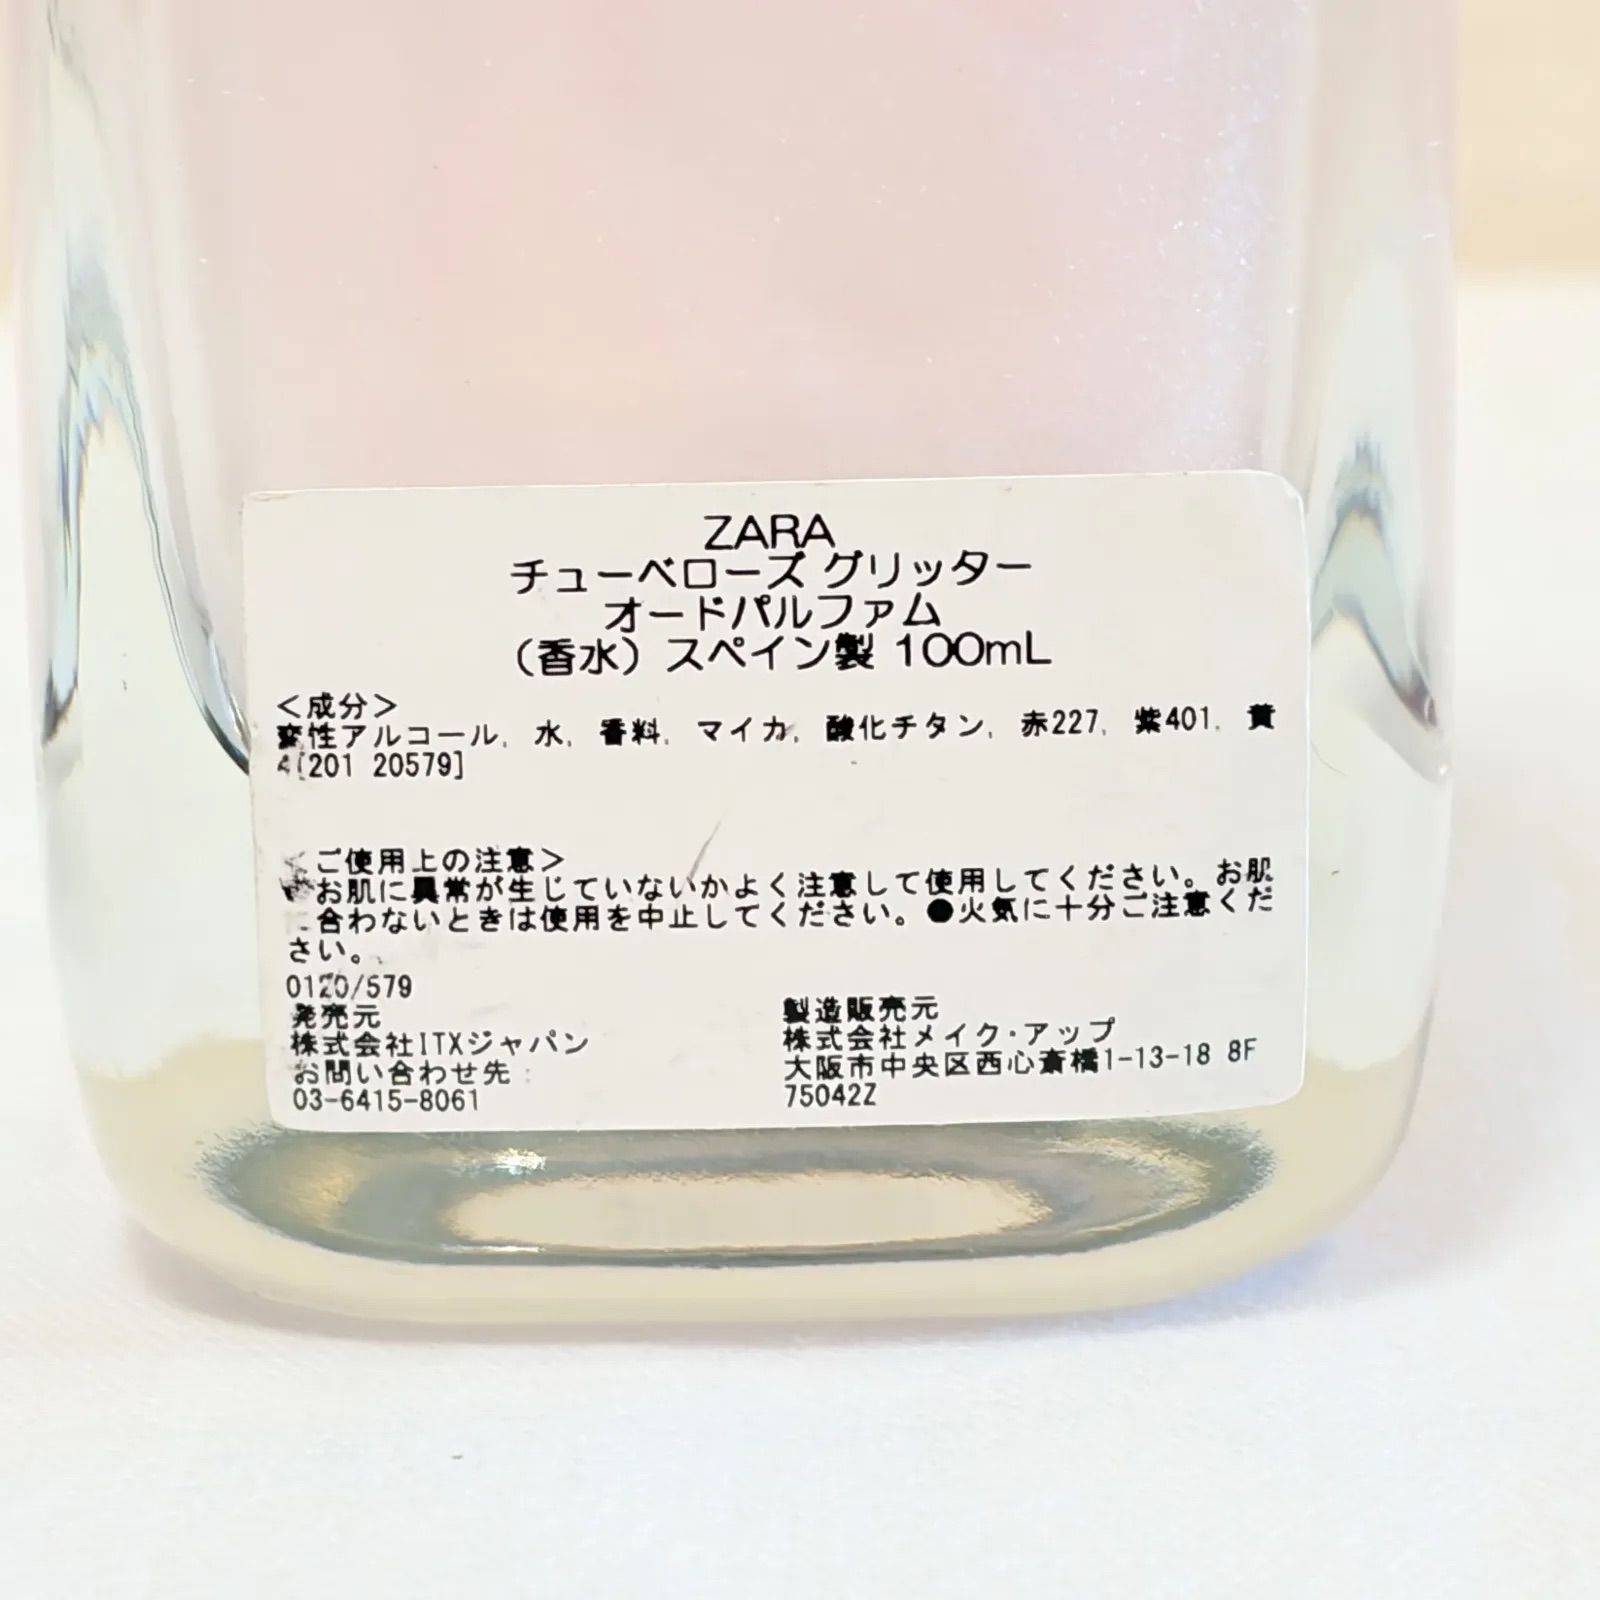 ZARA
チューベローズ グリッター
オードパルファム
(香水) スペイン製 100mL
＜成分＞
変性アルコール, 水, 香料, マイカ, 酸化チタン, 赤227, 紫401, 黄
4[201 20579]
＜ご使用上の注意＞
●お肌に異常が生じていないかよく注意して使用してください。お肌
に合わないときは使用を中止してください。●火気に十分ご注意くだ
さい。
0120/579
発売元
株式会社ITXジャパン
お問い合わせ先：
03-6415-8061
製造販売元
株式会社メイク・アップ
大阪市中央区西心斎橋1-13-18 8F
75042Z